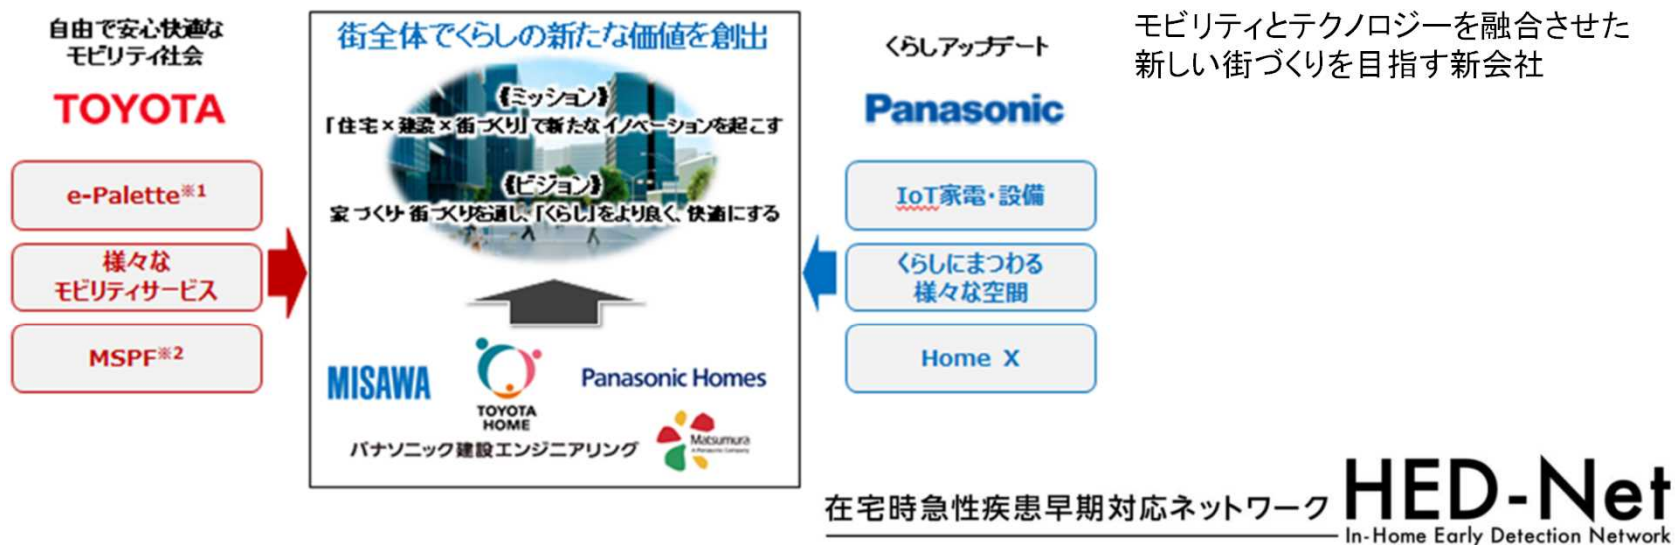 自由で安心快適な
モビリティ社会
TOYOTA
e-Palette※1
様々な
モビリティサービス
MSPF※2
街全体でくらしの新たな価値を創出
《ミッション》
「住宅×建設×街づくり」で新たなイノベーションを起こす
《ビジョン》
家づくり・街づくりを通し、「くらし」をより良く、快適にする
MISAWA
TOYOTA
HOME
Panasonic Homes
パナソニック建設エンジニアリング
Matsumura
A Panasonic Company
くらしアップデート
Panasonic
IoT家電・設備
くらしにまつわる
様々な空間
Home X
モビリティとテクノロジーを融合させた
新しい街づくりを目指す新会社
在宅時急性疾患早期対応ネットワーク
HED-Net
In-Home Early Detection Network